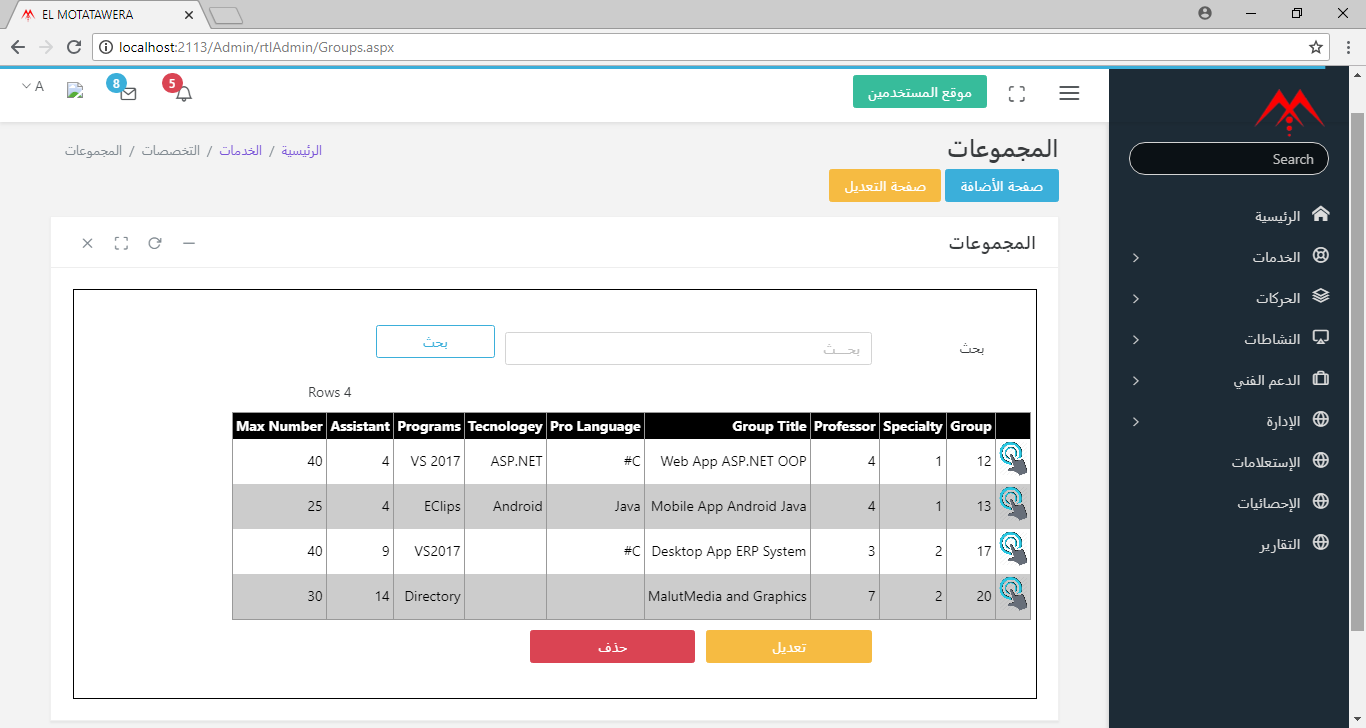 EL MOTATAWERA
localhost:2113/Admin/rtlAdmin/Groups.aspx
A
8
5
موقع المستخدمين
Search
الرئيسية
الخدمات
الحركات
النشاطات
الدعم الفني
الإدارة
الإستعلامات
الإحصائيات
التقارير
المجموعات
الرئيسية / الخدمات / التخصصات / المجموعات
صفحة الأضافة
صفحة التعديل
المجموعات
بحث
بحـــث
بحث
Rows 4
Max Number Assistant Programs Tecnologey Pro Language Group Title Professor Specialty Group
40 4 VS 2017 ASP.NET #C Web App ASP.NET OOP 4 1 12
25 4 EClips Android Java Mobile App Android Java 4 1 13
40 9 VS2017 #C Desktop App ERP System 3 2 17
30 14 Directory MalutMedia and Graphics 7 2 20
تعديل
حذف